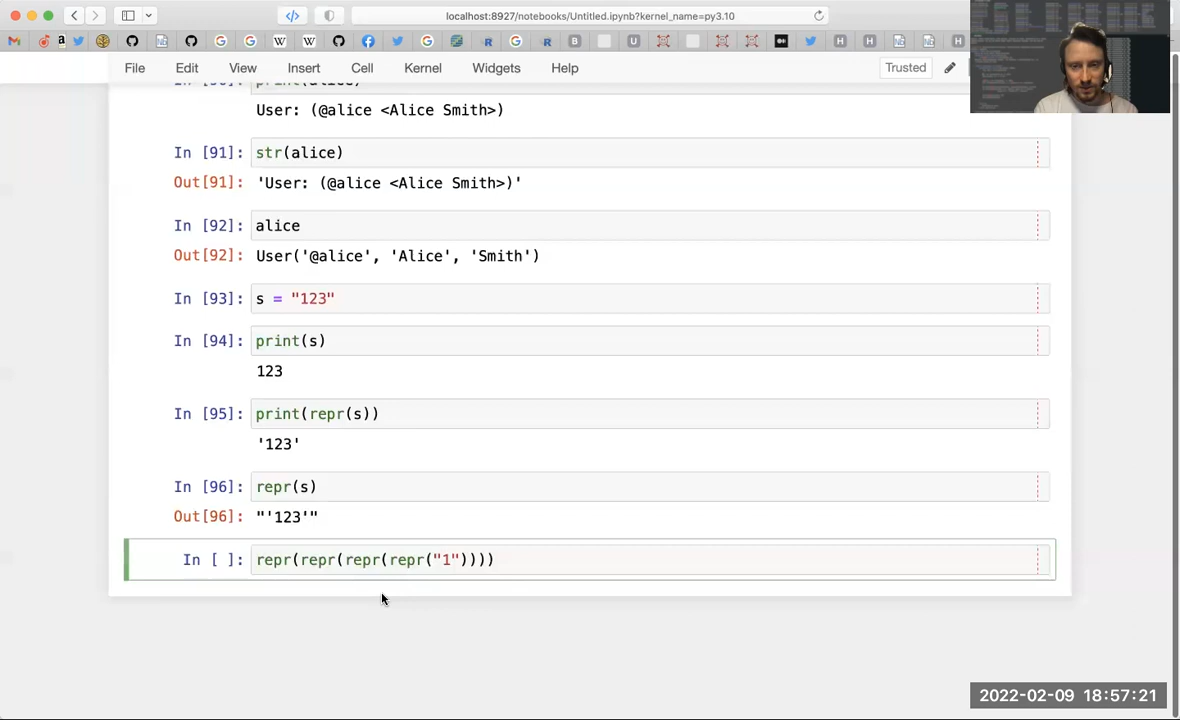 localhost:8927/notebooks/Untitled.ipynb?kernel_name=py3.10
File Edit View Insert Cell Kernel Widgets Help Trusted
User: (@alice <Alice Smith>)
In [91]: str(alice)
Out[91]: 'User: (@alice <Alice Smith>)'
In [92]: alice
Out[92]: User('@alice', 'Alice', 'Smith')
In [93]: s = "123"
In [94]: print(s)
123
In [95]: print(repr(s))
'123'
In [96]: repr(s)
Out[96]: "'123'"
In [ ]: repr(repr(repr(repr("1"))))
2022-02-09 18:57:21